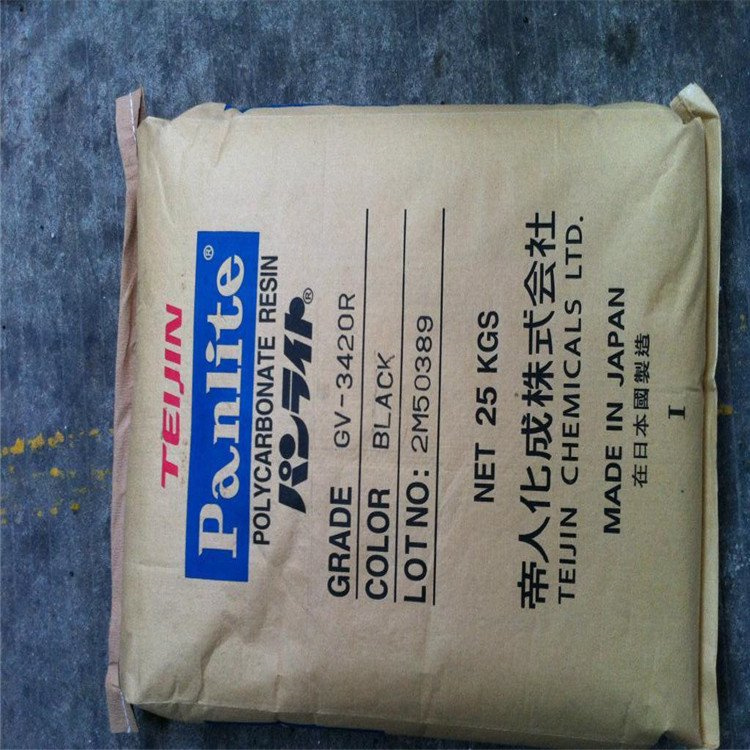 TEIJIN
Panlite®
POLYCARBONATE RESIN
パンライト®
GRADE GV-3420R
COLOR BLACK
LOT NO: 2M50389
NET 25 KGS
帝人化成株式会社
TEIJIN CHEMICALS LTD.
MADE IN JAPAN
在日本國製造
I